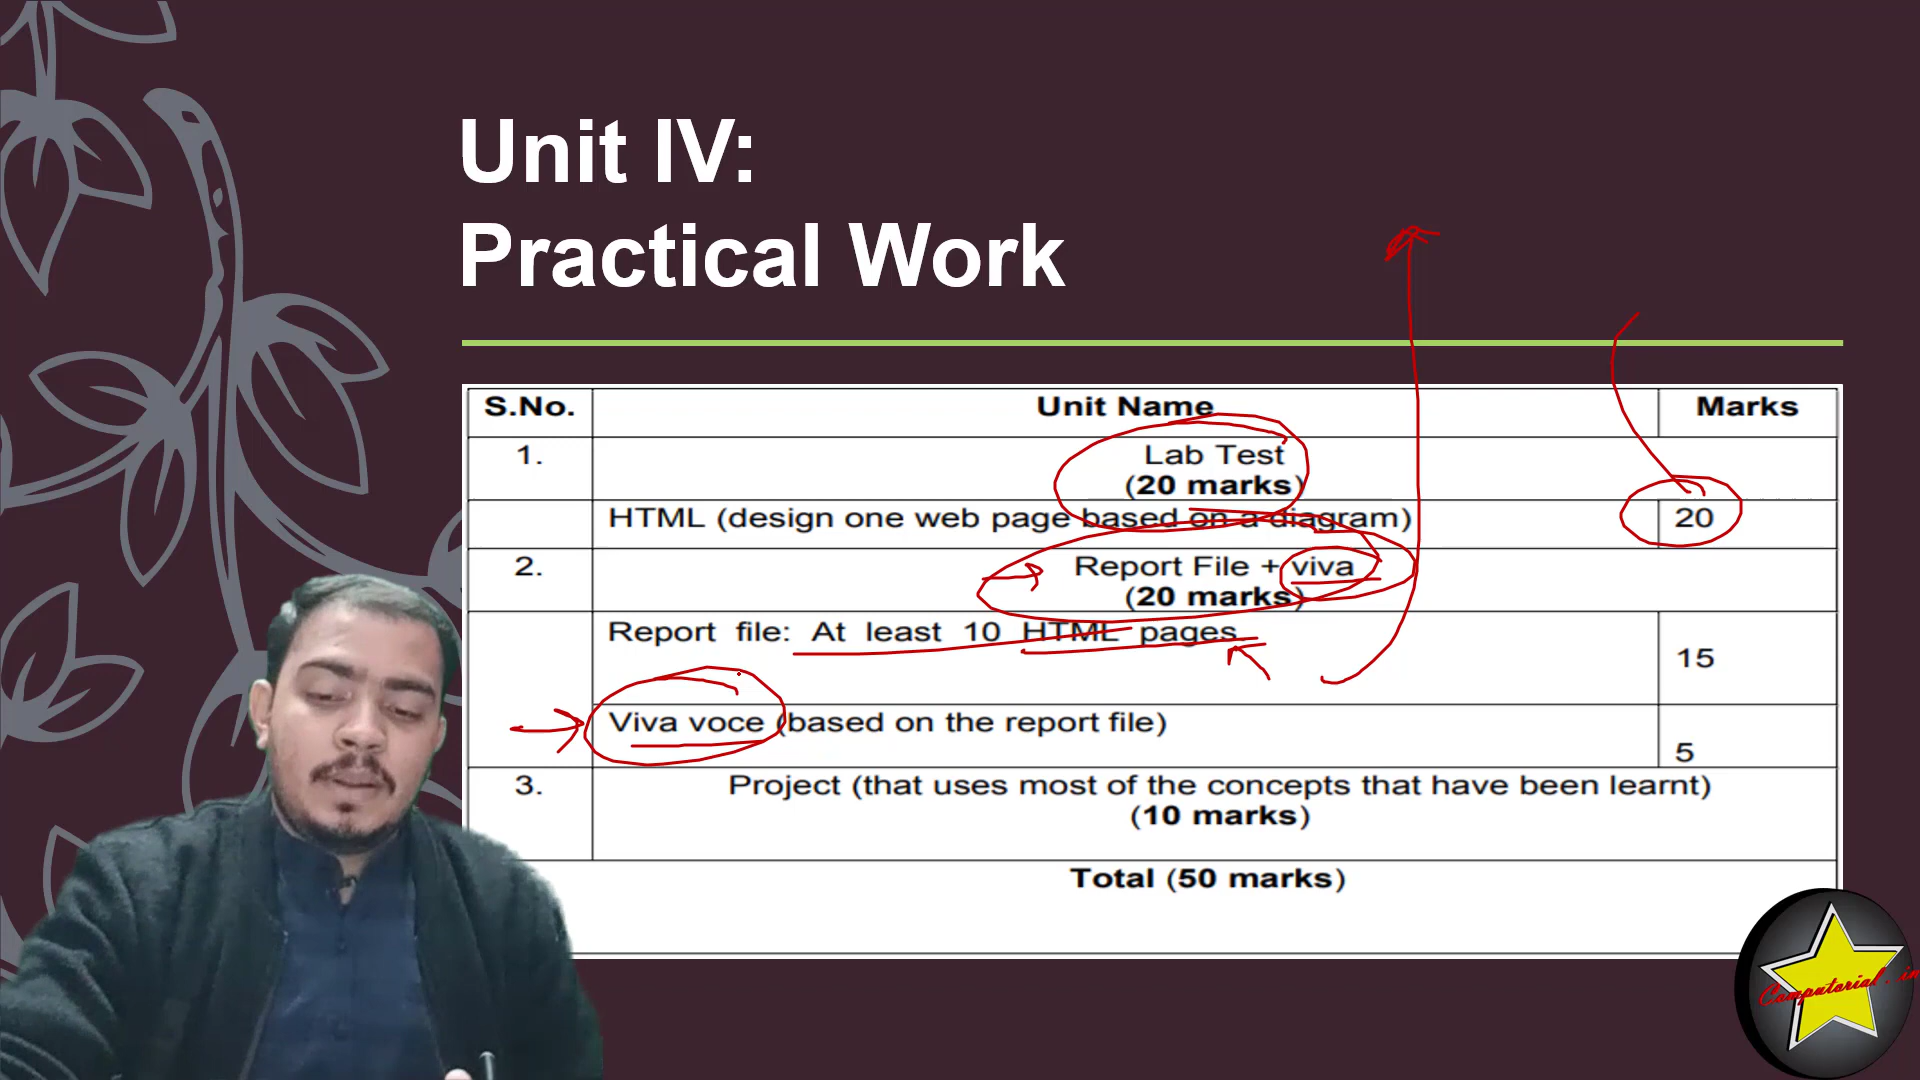 Unit IV:
Practical Work
S.No. Unit Name Marks
1. Lab Test
(20 marks)
HTML (design one web page based on a diagram) 20
2. Report File + viva
(20 marks)
Report file: At least 10 HTML pages. 15
Viva voce (based on the report file) 5
3. Project (that uses most of the concepts that have been learnt)
(10 marks)
Total (50 marks)
Computorial.in